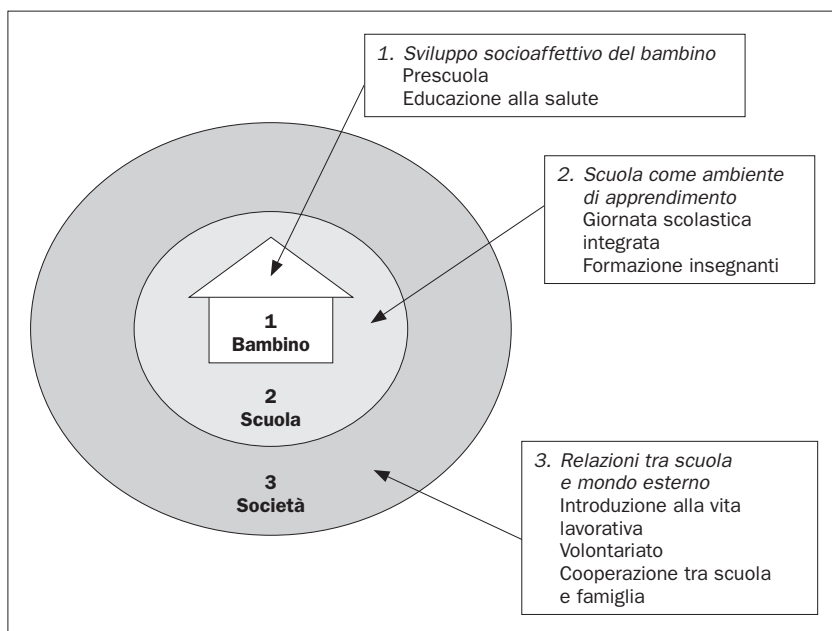 1. Sviluppo socioaffettivo del bambino
Prescuola
Educazione alla salute
2. Scuola come ambiente
di apprendimento
Giornata scolastica
integrata
Formazione insegnanti
1
Bambino
2
Scuola
3
Società
3. Relazioni tra scuola
e mondo esterno
Introduzione alla vita
lavorativa
Volontariato
Cooperazione tra scuola
e famiglia